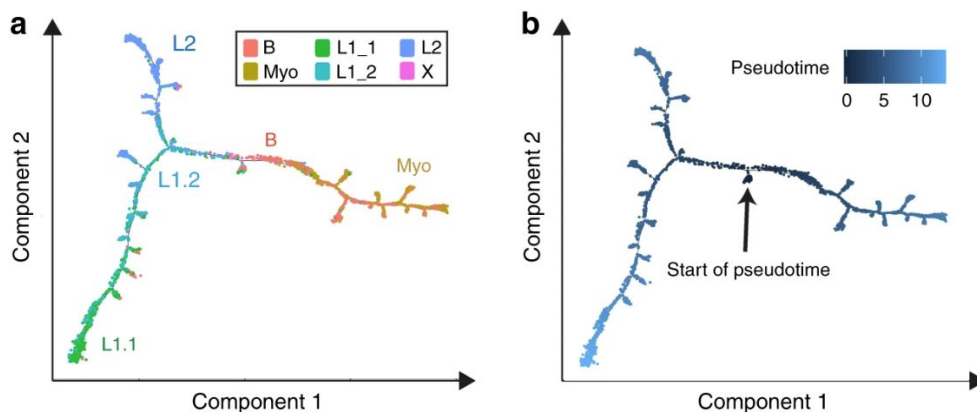 a
L2
B L1_1 L2
Myo L1_2 X
B
Myo
L1.2
L1.1
Component 2
Component 1
b
Pseudotime
0 5 10
Start of pseudotime
Component 2
Component 1